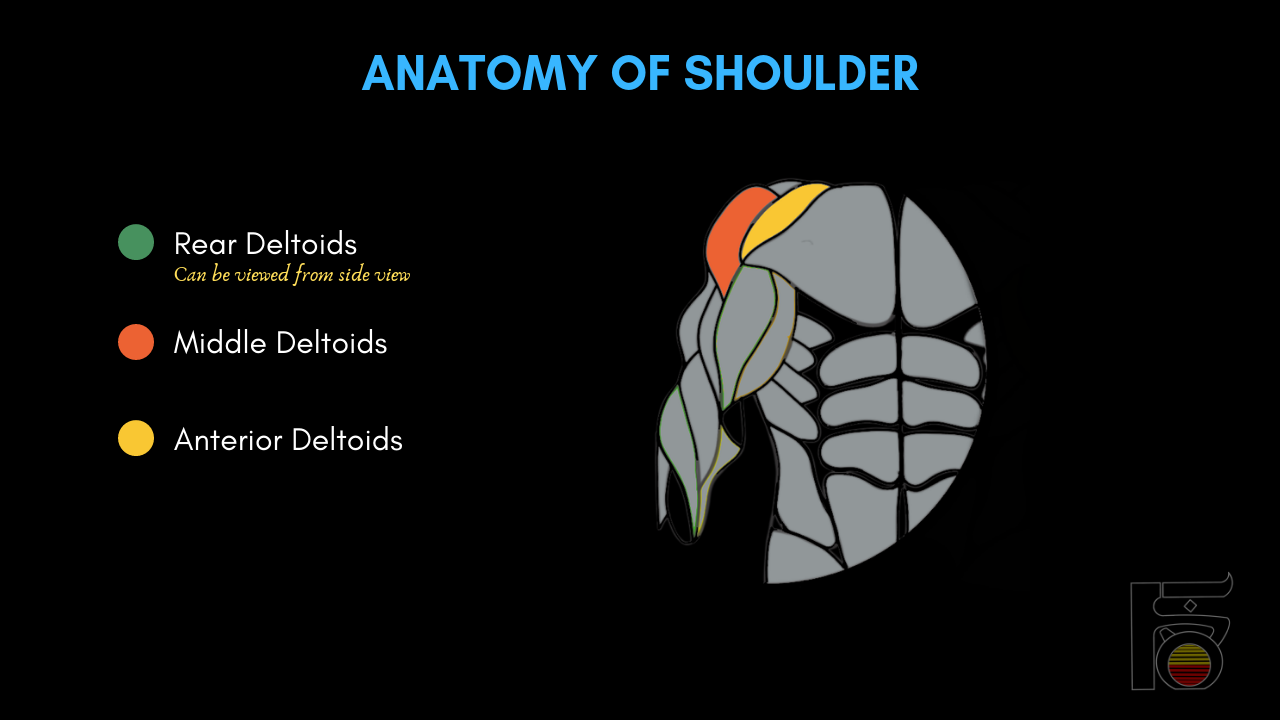 ANATOMY OF SHOULDER
Rear Deltoids
Can be viewed from side view
Middle Deltoids
Anterior Deltoids